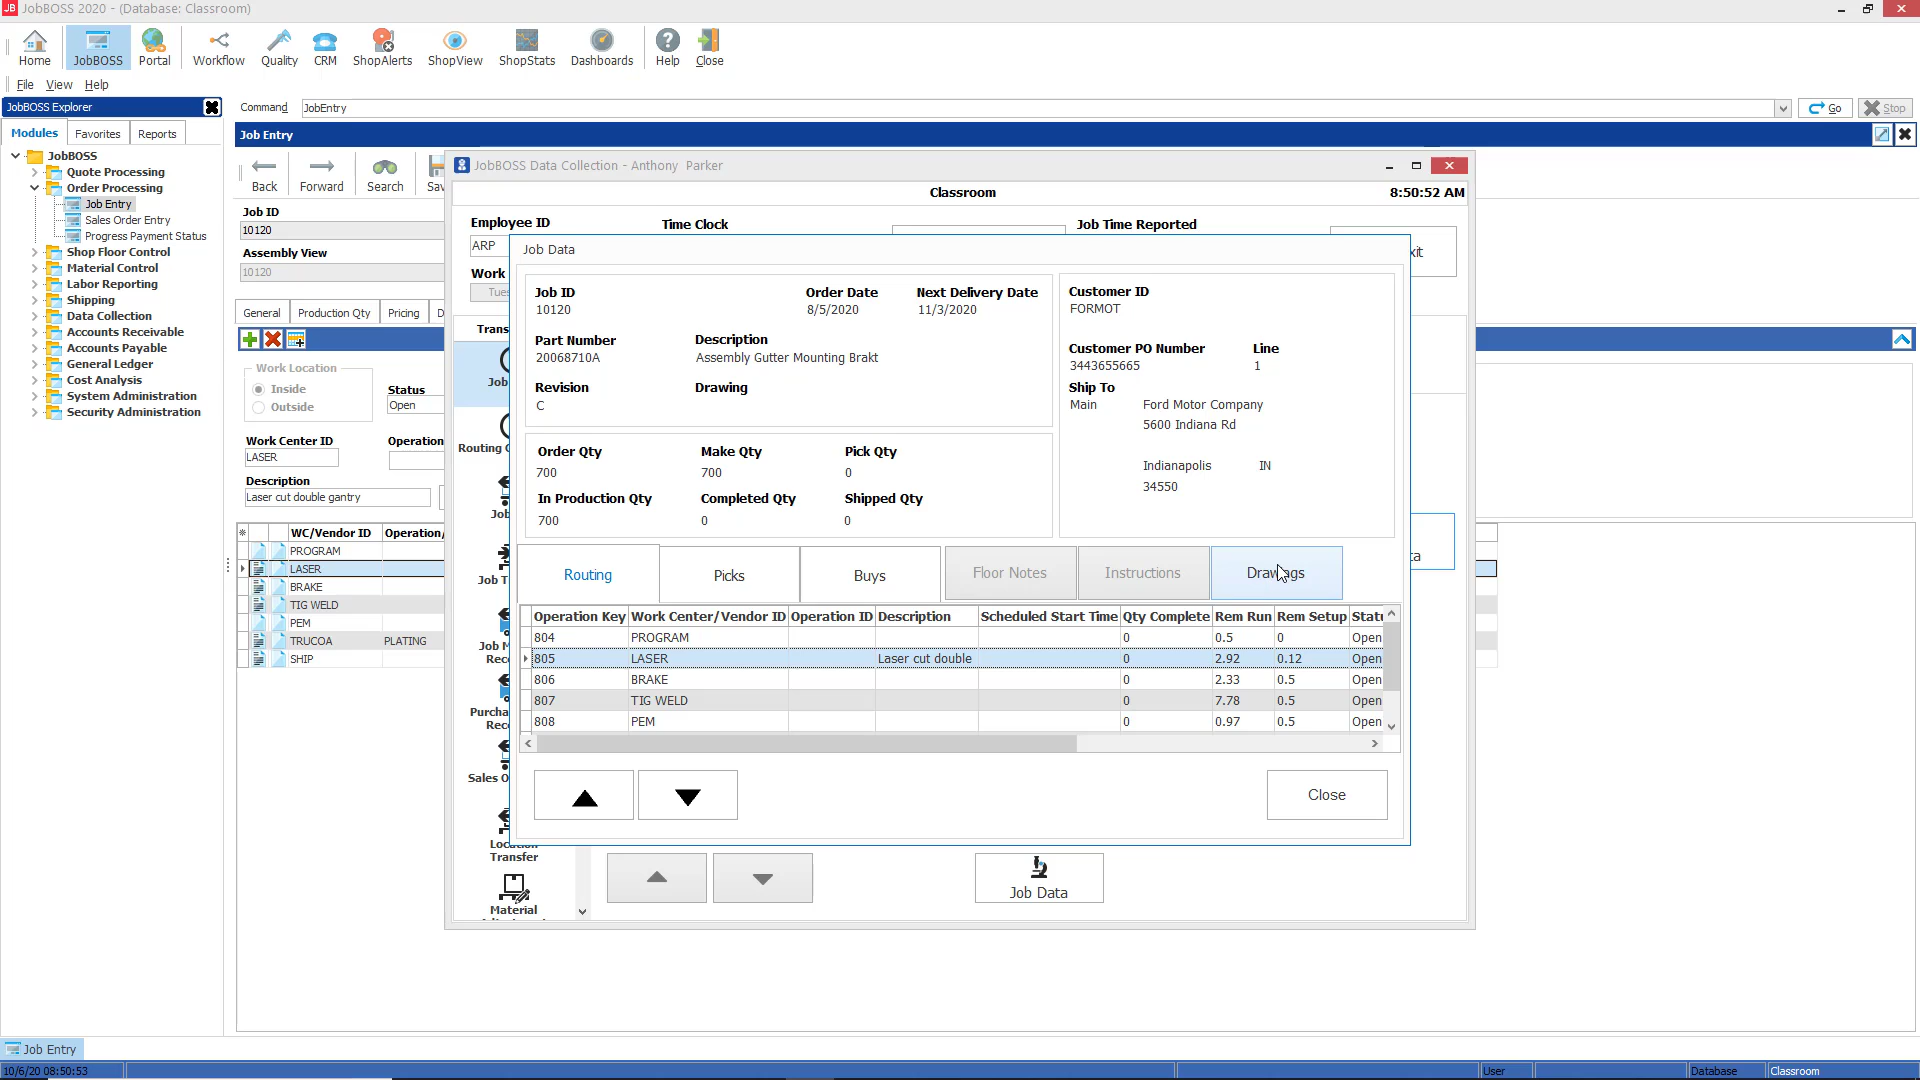 JobBOSS 2020 - (Database: Classroom)
Home
JobBOSS
Portal
Workflow
Quality
CRM
ShopAlerts
ShopView
ShopStats
Dashboards
Help
Close
File View Help
JobBOSS Explorer
Command JobEntry
Go
Stop
Modules Favorites Reports
Job Entry
JobBOSS
Quote Processing
Order Processing
Job Entry
Sales Order Entry
Progress Payment Status
Shop Floor Control
Material Control
Labor Reporting
Shipping
Data Collection
Accounts Receivable
Accounts Payable
General Ledger
Cost Analysis
System Administration
Security Administration
Back
Forward
Search
Job ID
10120
Assembly View
10120
General Production Qty Pricing
Work Location
Inside
Outside
Status
Open
Work Center ID
LASER
Operation
Description
Laser cut double gantry
WC/Vendor ID Operation/
PROGRAM
LASER
BRAKE
TIG WELD
PEM
TRUCOA PLATING
SHIP
JobBOSS Data Collection - Anthony Parker
Classroom 8:50:52 AM
Employee ID
ARP
Time Clock
Job Time Reported
Work
Job Data
Job ID
10120
Order Date
8/5/2020
Next Delivery Date
11/3/2020
Part Number
20068710A
Description
Assembly Gutter Mounting Brakt
Revision
C
Drawing
Customer ID
FORMOT
Customer PO Number
3443655665
Line
1
Ship To
Main Ford Motor Company
5600 Indiana Rd
Indianapolis IN
34550
Order Qty
700
Make Qty
700
Pick Qty
0
In Production Qty
700
Completed Qty
0
Shipped Qty
0
Routing Picks Buys Floor Notes Instructions Drawings
Operation Key Work Center/Vendor ID Operation ID Description Scheduled Start Time Qty Complete Rem Run Rem Setup Statu
804 PROGRAM 0 0.5 0 Open
805 LASER Laser cut double 0 2.92 0.12 Open
806 BRAKE 0 2.33 0.5 Open
807 TIG WELD 0 7.78 0.5 Open
808 PEM 0 0.97 0.5 Open
Close
Transfer
Material
Job Data
Job Entry
10/6/20 08:50:53
User
Database
Classroom